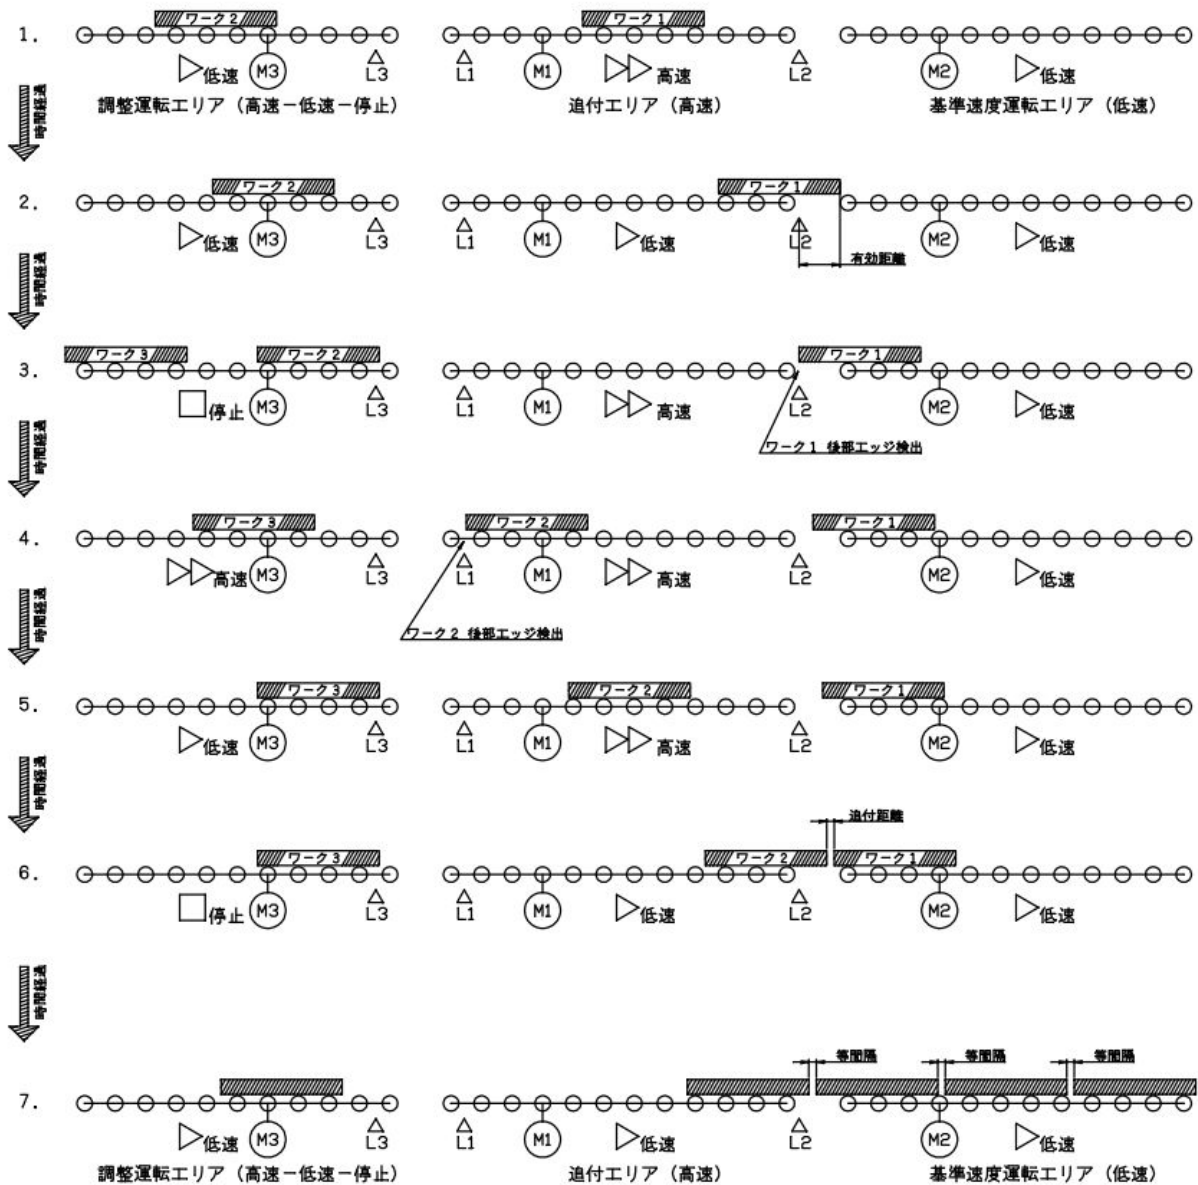 ワーク2 ワーク1
1.
低速 M3 L3 L1 M1 高速 L2 M2 低速
調整運転エリア（高速－低速－停止） 追付エリア（高速） 基準速度運転エリア（低速）
時間経過
ワーク2 ワーク1
2.
低速 M3 L3 L1 M1 低速 L2 M2 低速
有効距離
時間経過
ワーク3 ワーク2 ワーク1
3.
停止 M3 L3 L1 M1 高速 L2 M2 低速
ワーク1 後部エッジ検出
時間経過
ワーク3 ワーク2 ワーク1
4.
高速 M3 L3 L1 M1 高速 L2 M2 低速
ワーク2 後部エッジ検出
時間経過
ワーク3 ワーク2 ワーク1
5.
低速 M3 L3 L1 M1 高速 L2 M2 低速
時間経過
追付距離
ワーク3 ワーク2 ワーク1
6.
停止 M3 L3 L1 M1 低速 L2 M2 低速
時間経過
等間隔 等間隔 等間隔
7.
低速 M3 L3 L1 M1 低速 L2 M2 低速
調整運転エリア（高速－低速－停止） 追付エリア（高速） 基準速度運転エリア（低速）